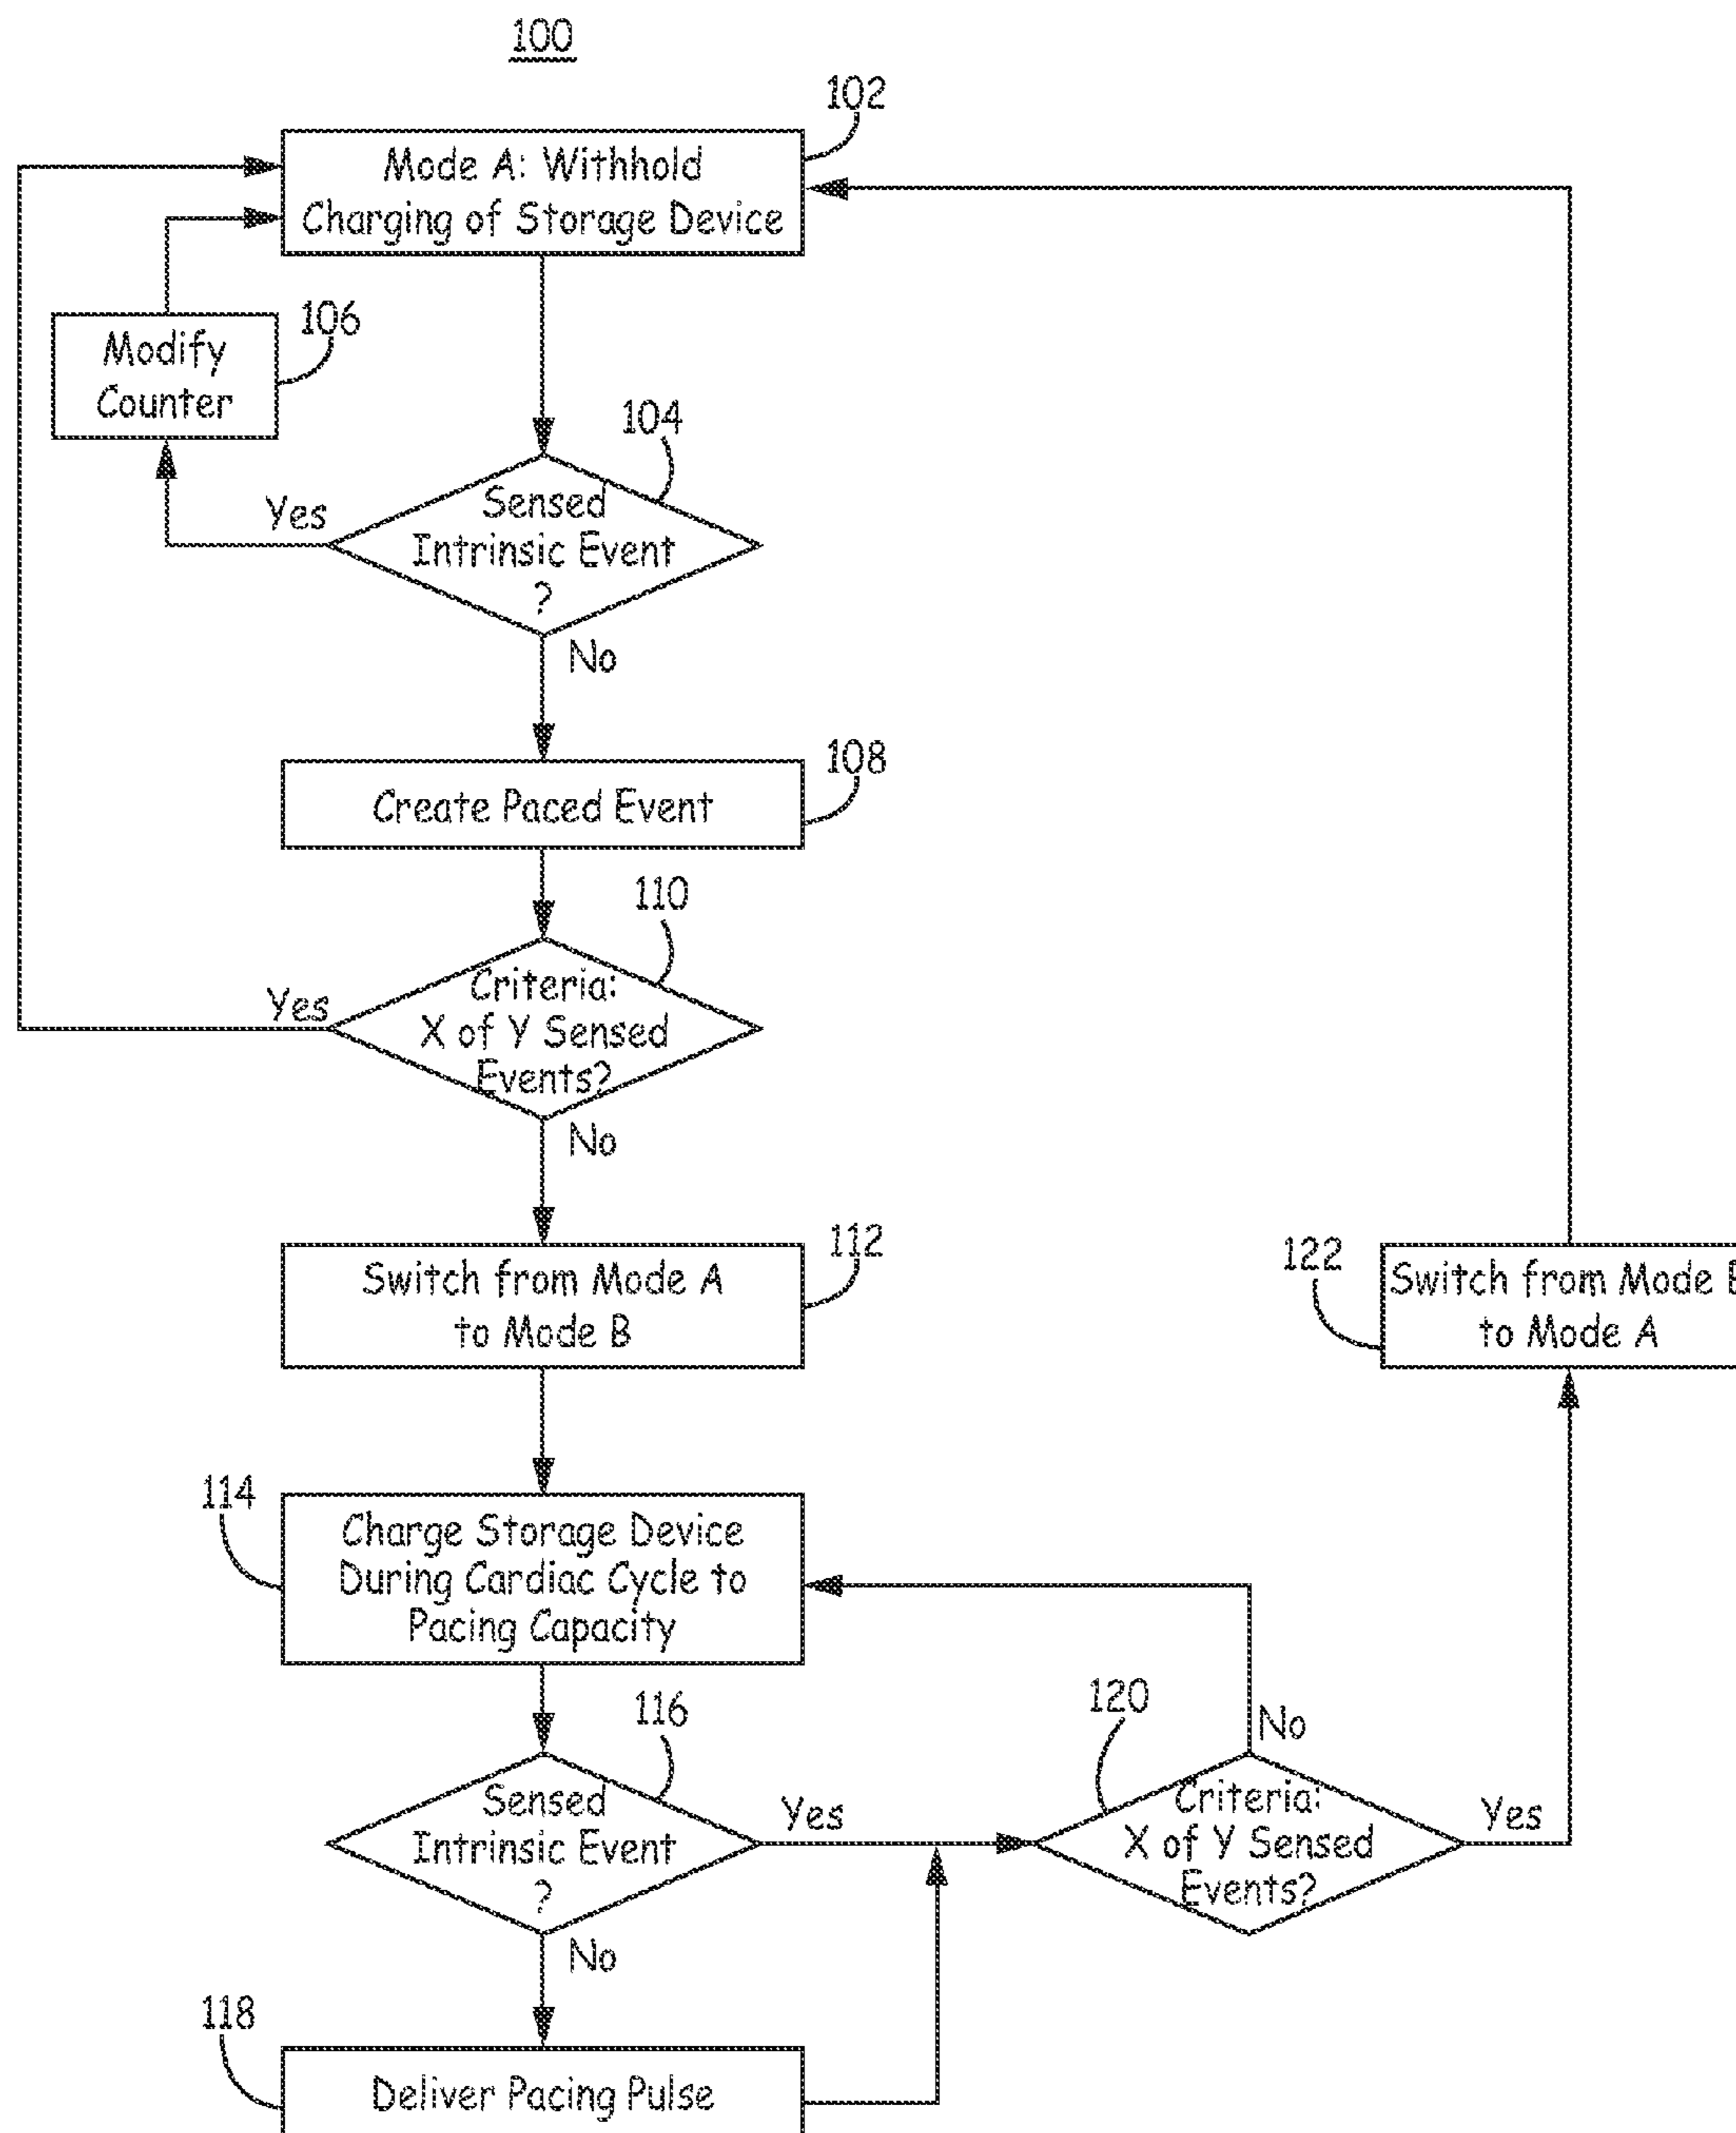 100
102
Mode A: Withhold
Charging of Storage Device
106
Modify
Counter
104
Sensed
Intrinsic Event
?
Yes
No
108
Create Paced Event
110
Criteria:
X of Y Sensed
Events?
Yes
No
112
Switch from Mode A
to Mode B
122
Switch from Mode
to Mode A
114
Charge Storage Device
During Cardiac Cycle to
Pacing Capacity
116
Sensed
Intrinsic Event
?
Yes
No
120
Criteria:
X of Y Sensed
Events?
No
Yes
118
Deliver Pacing Pulse